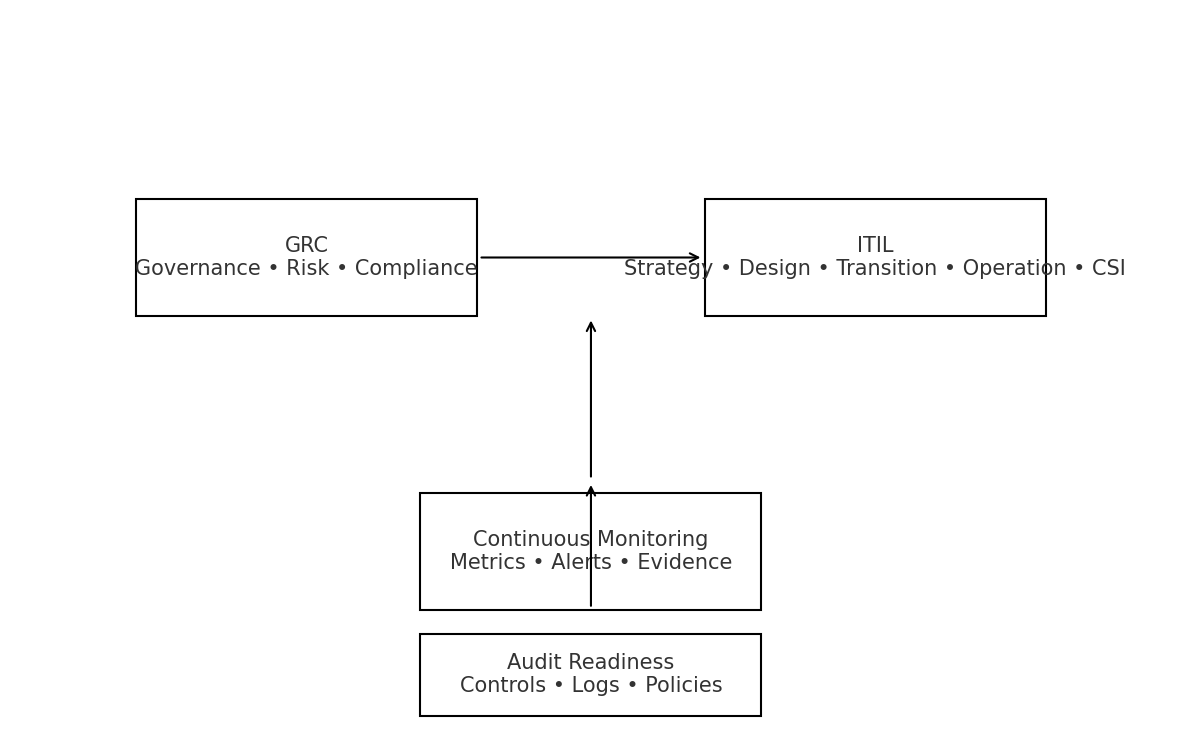 GRC
Governance • Risk • Compliance
ITIL
Strategy • Design • Transition • Operation • CSI
Continuous Monitoring
Metrics • Alerts • Evidence
Audit Readiness
Controls • Logs • Policies